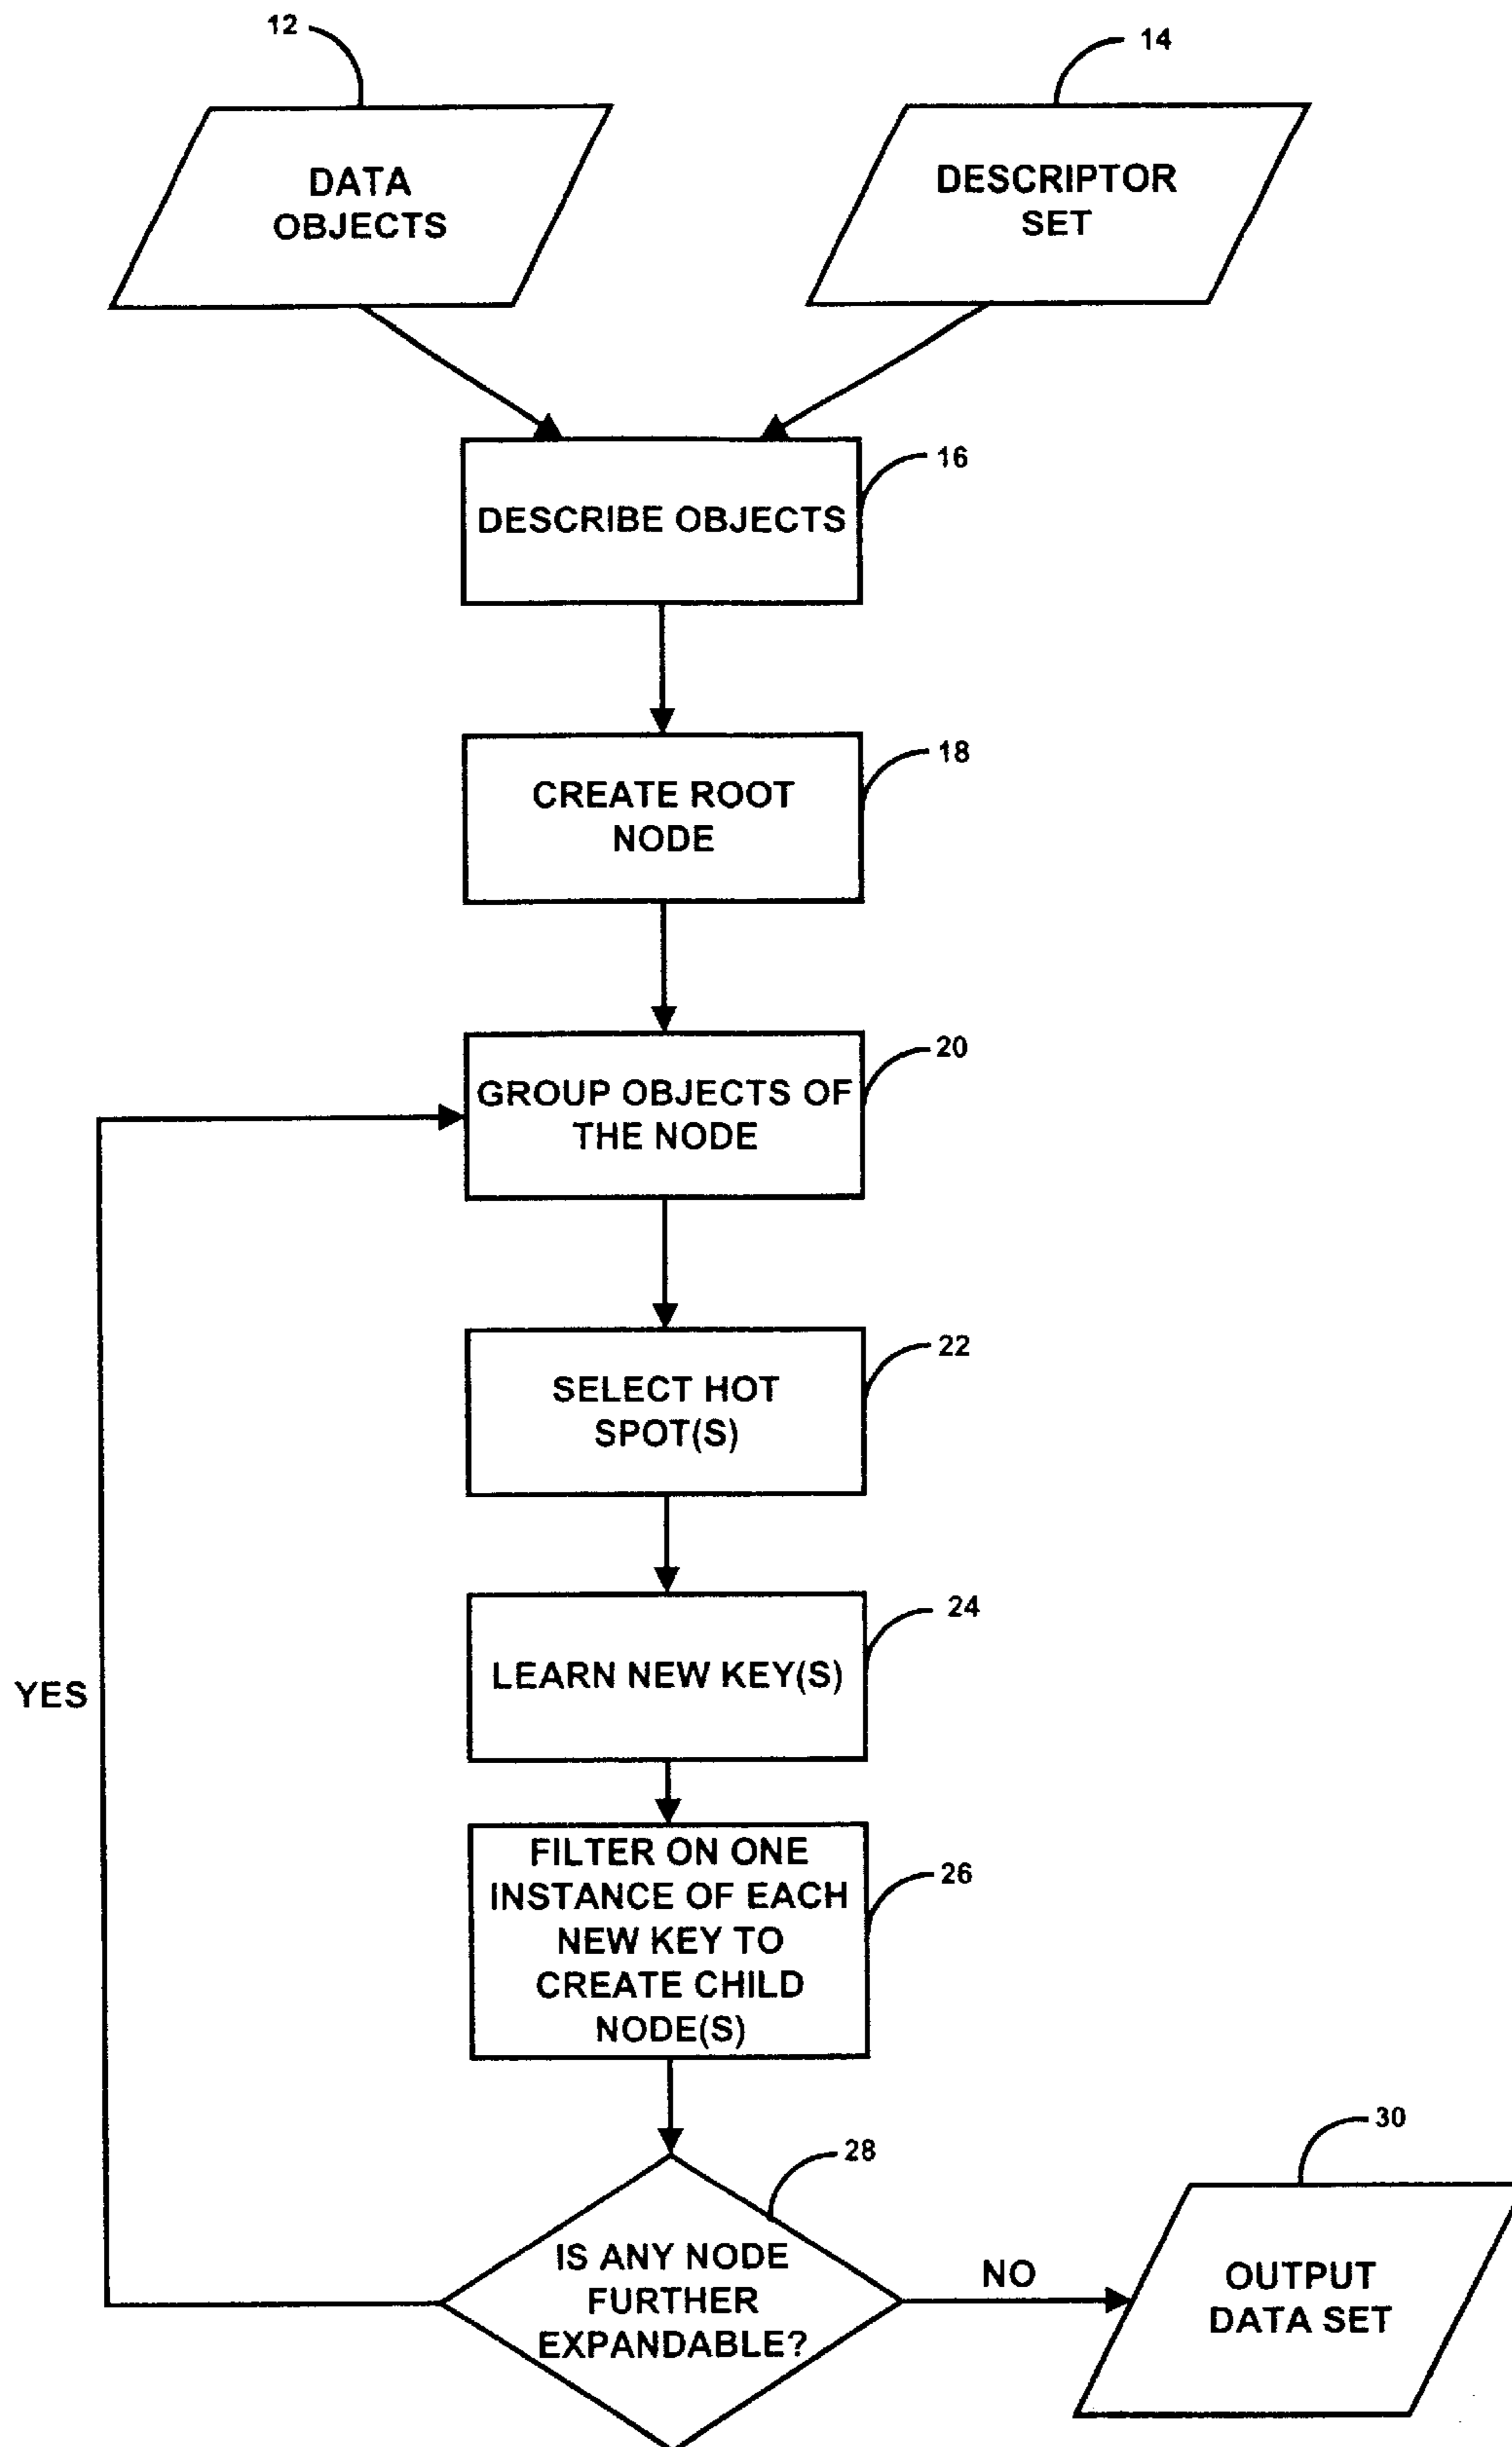 12
14
DATA
OBJECTS
DESCRIPTOR
SET
16
DESCRIBE OBJECTS
18
CREATE ROOT
NODE
20
GROUP OBJECTS OF
THE NODE
22
SELECT HOT
SPOT(S)
24
LEARN NEW KEY(S)
YES
26
FILTER ON ONE
INSTANCE OF EACH
NEW KEY TO
CREATE CHILD
NODE(S)
28
IS ANY NODE
FURTHER
EXPANDABLE?
NO
30
OUTPUT
DATA SET